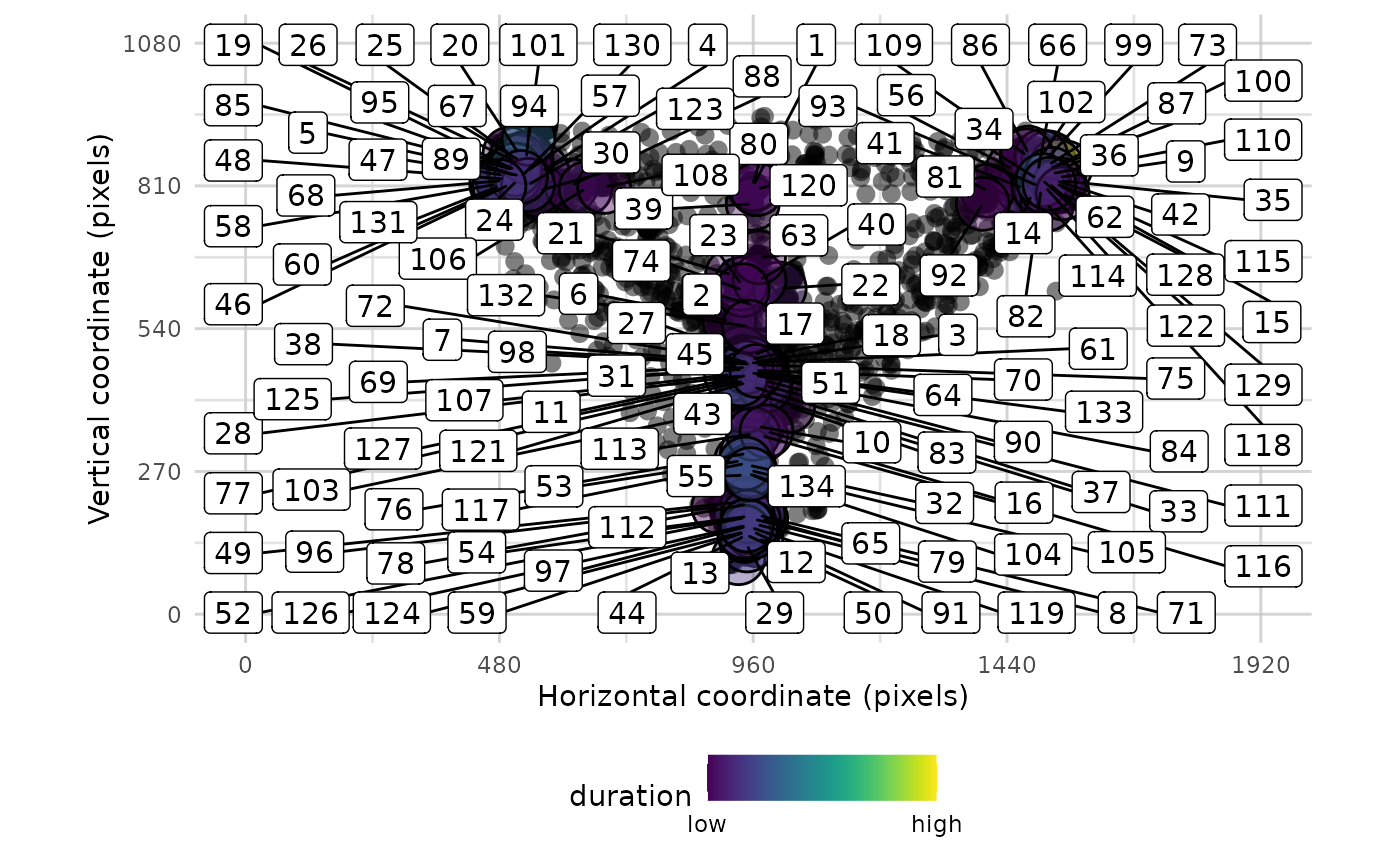 1080
19 26 25 20 101 130 4 1 109 86 66 99 73
88 100
85 95 67 94 57 123 93 56 102 87
5 80 41 34 110
48 47 89 30 36 9
810
68 108 120 81 35
58 131 24 39 62 42
21 23 63 40 14
60 106 74 92 114 128 115
46 72 132 6 2 22
540
27 17 82 122 15
38 7 98 45 18 3 61
69 31 51 70 75 129
125 107 11 43 64 133
28 127 121 113 10 83 90 84 118
270
77 103 53 55 134 32 16 37 111
76 117 112 33
49 96 78 54 97 13 12 65 79 104 105 116
0
52 126 124 59 44 29 50 91 119 8 71
0 480 960 1440 1920
Horizontal coordinate (pixels)
Vertical coordinate (pixels)
duration
low high